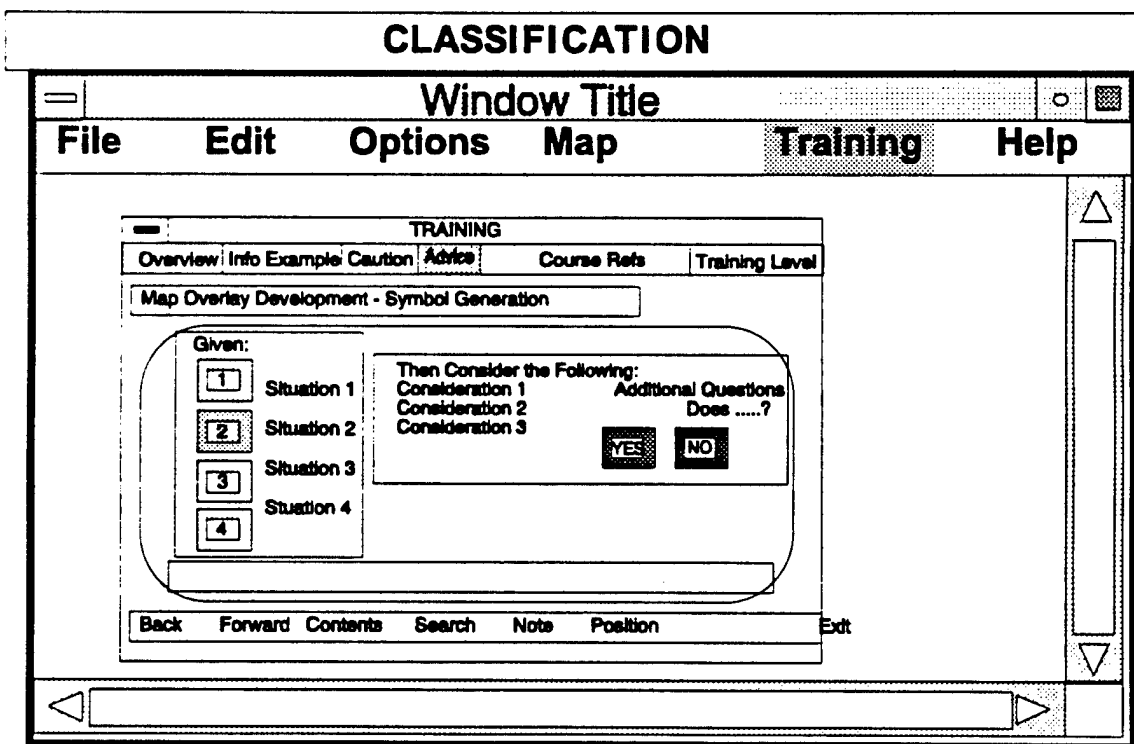 CLASSIFICATION
Window Title
File Edit Options Map Training Help
TRAINING
Overview Info Example Caution Advice Course Refs Training Level
Map Overlay Development - Symbol Generation
Given:
1 Situation 1
2 Situation 2
3 Situation 3
4 Stuation 4
Then Consider the Following:
Consideration 1 Additional Questions
Consideration 2 Does .....?
Consideration 3
YES NO
Back Forward Contents Search Note Position Exit